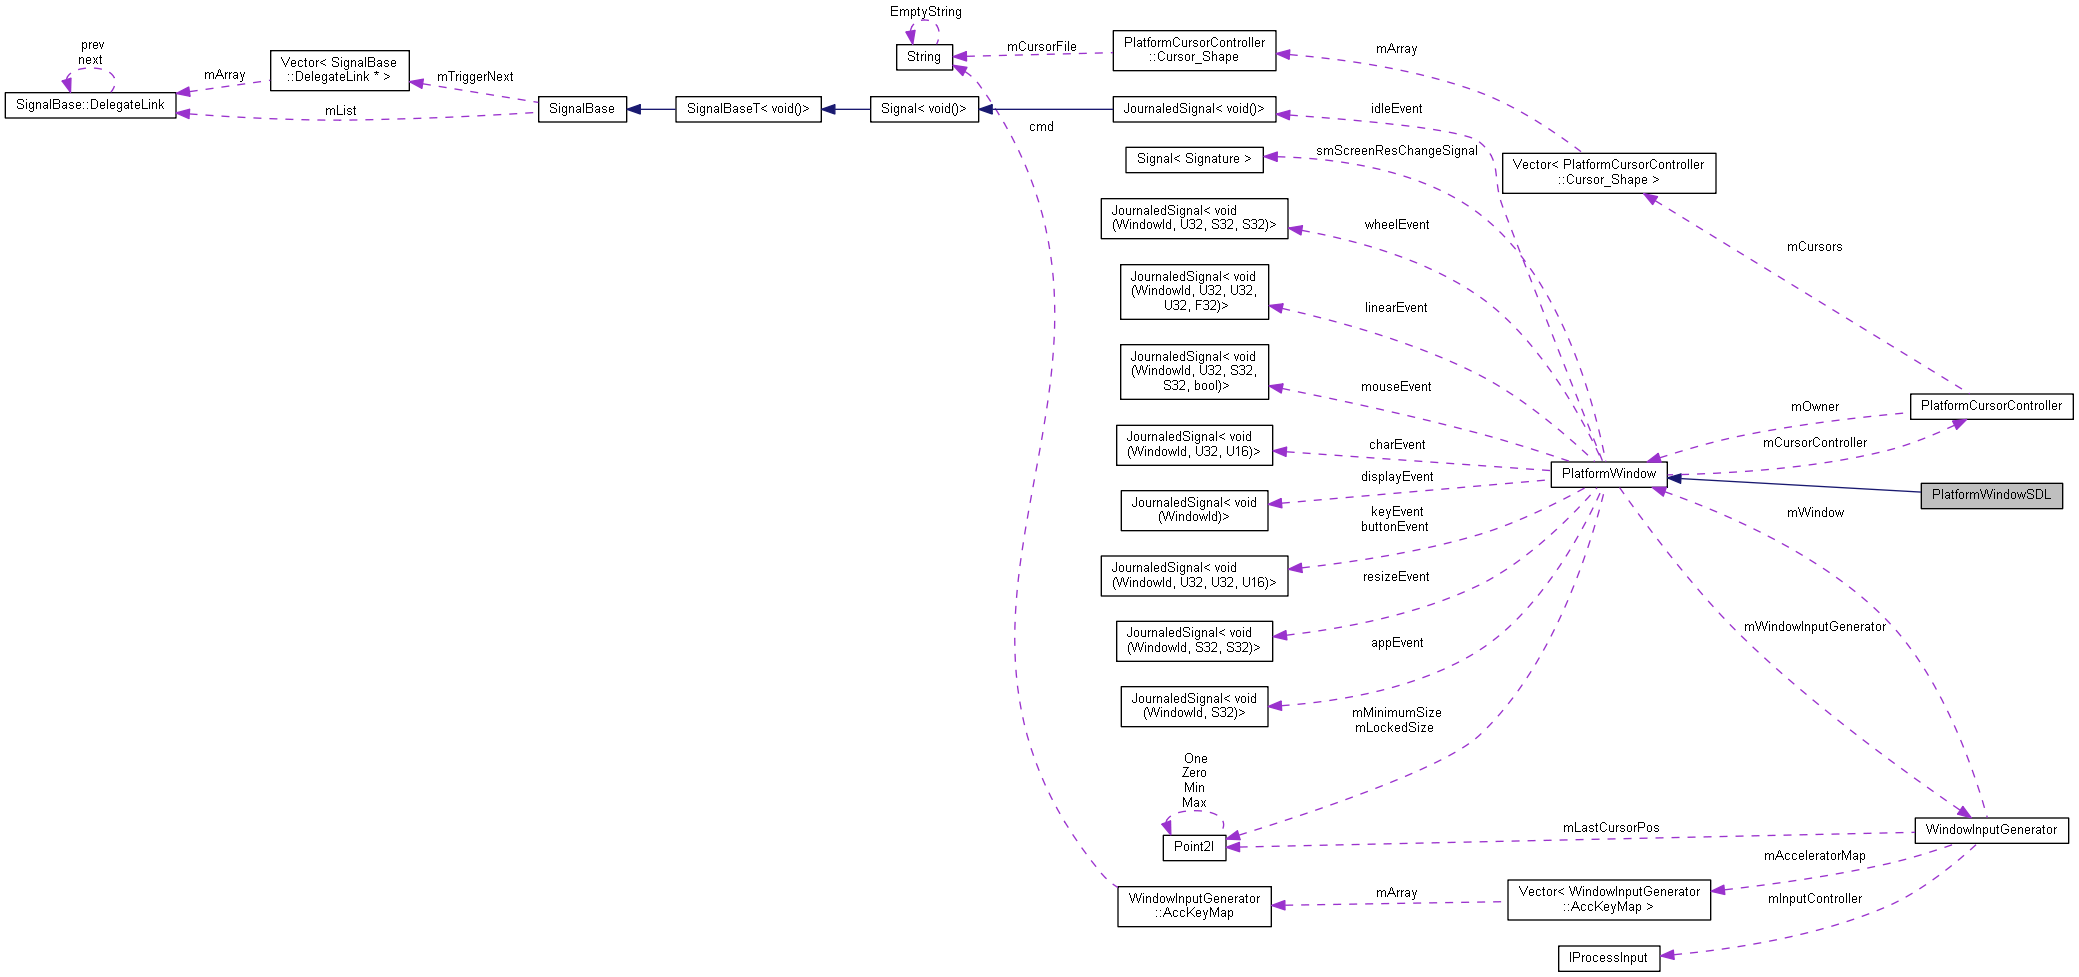 EmptyString
String
mCursorFile
PlatformCursorController
::Cursor_Shape
mArray
prev
next
SignalBase::DelegateLink
mArray
Vector< SignalBase
::DelegateLink * >
mTriggerNext
mList
SignalBase
SignalBaseT< void()>
Signal< void()>
JournaledSignal< void()>
idleEvent
cmd
Signal< Signature >
smScreenResChangeSignal
Vector< PlatformCursorController
::Cursor_Shape >
JournaledSignal< void
(WindowId, U32, S32, S32)>
wheelEvent
mCursors
JournaledSignal< void
(WindowId, U32, U32,
U32, F32)>
linearEvent
JournaledSignal< void
(WindowId, U32, S32,
S32, bool)>
mouseEvent
mOwner
PlatformCursorController
JournaledSignal< void
(WindowId, U32, U16)>
charEvent
mCursorController
PlatformWindow
displayEvent
PlatformWindowSDL
JournaledSignal< void
(WindowId)>
keyEvent
buttonEvent
mWindow
JournaledSignal< void
(WindowId, U32, U32, U16)>
resizeEvent
JournaledSignal< void
(WindowId, S32, S32)>
mWindowInputGenerator
appEvent
JournaledSignal< void
(WindowId, S32)>
mMinimumSize
mLockedSize
One
Zero
Min
Max
Point2I
mLastCursorPos
WindowInputGenerator
mAcceleratorMap
WindowInputGenerator
::AccKeyMap
mArray
Vector< WindowInputGenerator
::AccKeyMap >
mInputController
IProcessInput